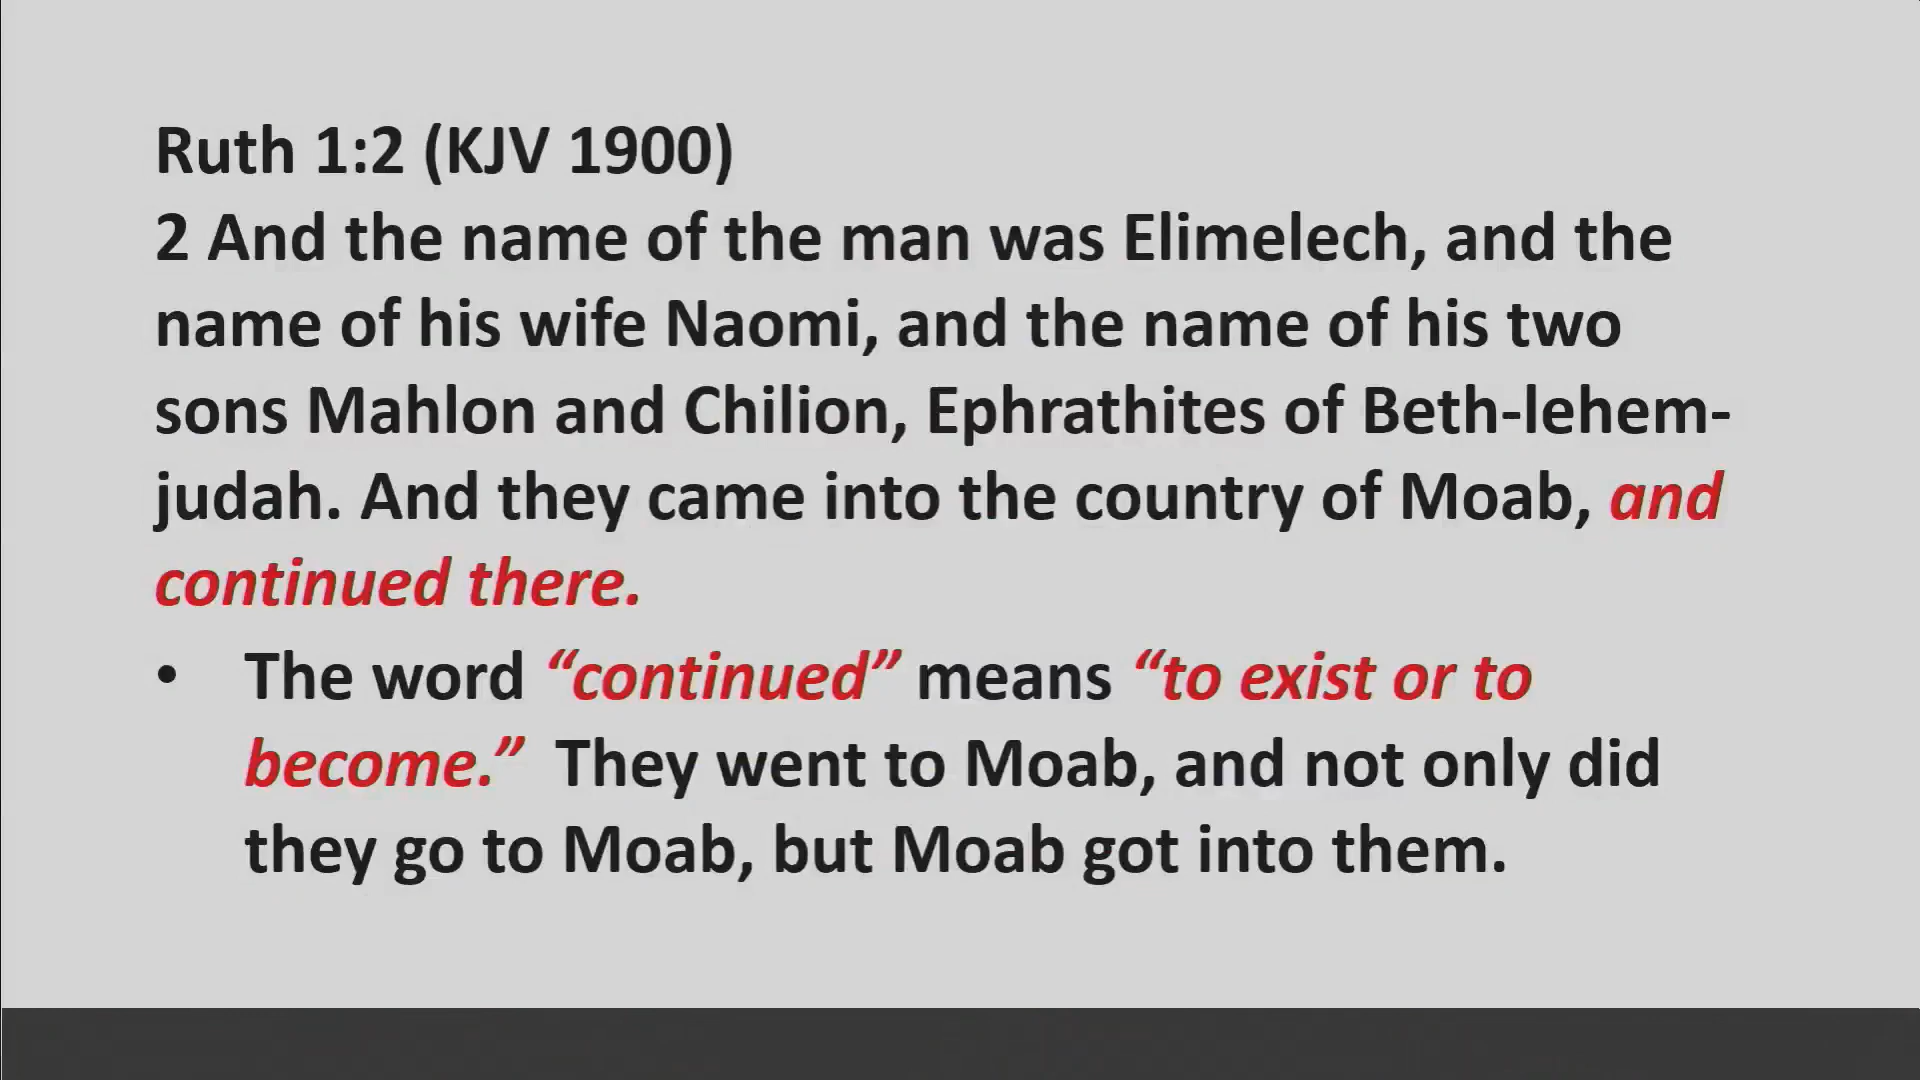 Ruth 1:2 (KJV 1900)
2 And the name of the man was Elimelech, and the
name of his wife Naomi, and the name of his two
sons Mahlon and Chilion, Ephrathites of Beth-lehem-
judah. And they came into the country of Moab, and
continued there.
• The word “continued” means “to exist or to
become.” They went to Moab, and not only did
they go to Moab, but Moab got into them.